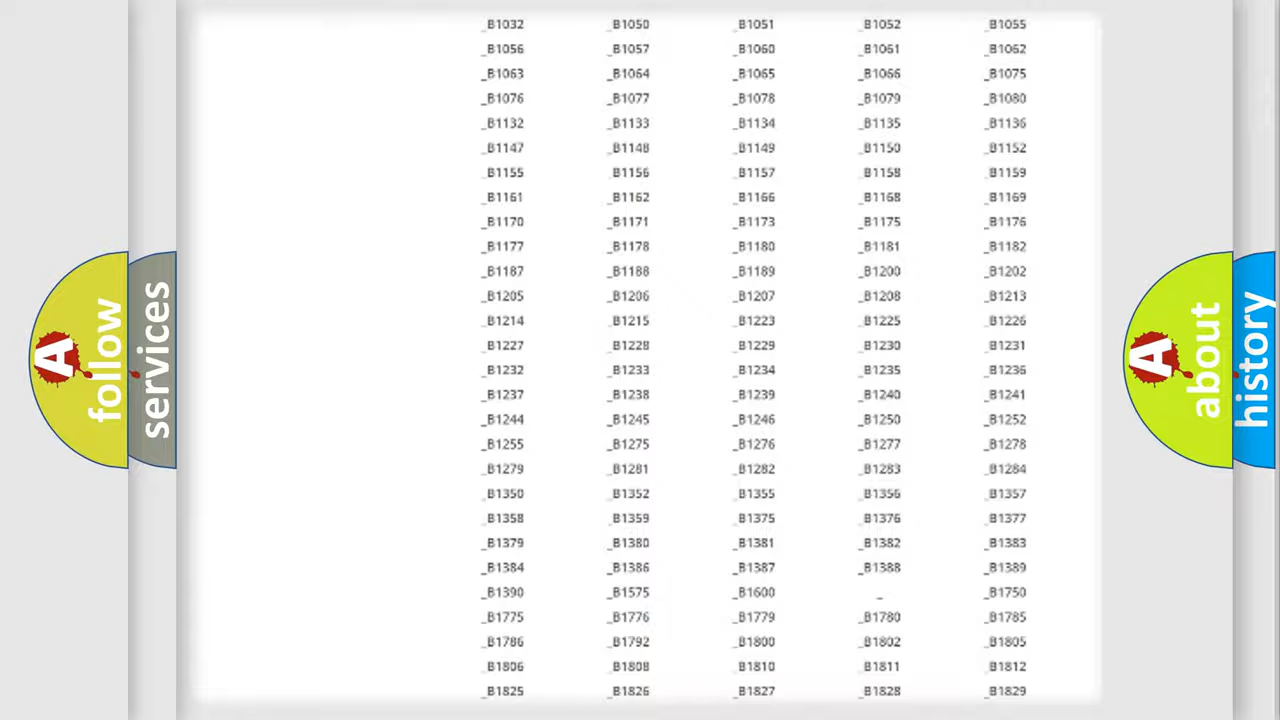 _B1032 _B1050 _B1051 _B1052 _B1055
_B1056 _B1057 _B1060 _B1061 _B1062
_B1063 _B1064 _B1065 _B1066 _B1075
_B1076 _B1077 _B1078 _B1079 _B1080
_B1132 _B1133 _B1134 _B1135 _B1136
_B1147 _B1148 _B1149 _B1150 _B1152
_B1155 _B1156 _B1157 _B1158 _B1159
_B1161 _B1162 _B1166 _B1168 _B1169
_B1170 _B1171 _B1173 _B1175 _B1176
_B1177 _B1178 _B1180 _B1181 _B1182
_B1187 _B1188 _B1189 _B1200 _B1202
_B1205 _B1206 _B1207 _B1208 _B1213
_B1214 _B1215 _B1223 _B1225 _B1226
_B1227 _B1228 _B1229 _B1230 _B1231
_B1232 _B1233 _B1234 _B1235 _B1236
_B1237 _B1238 _B1239 _B1240 _B1241
_B1244 _B1245 _B1246 _B1250 _B1252
_B1255 _B1275 _B1276 _B1277 _B1278
_B1279 _B1281 _B1282 _B1283 _B1284
_B1350 _B1352 _B1355 _B1356 _B1357
_B1358 _B1359 _B1375 _B1376 _B1377
_B1379 _B1380 _B1381 _B1382 _B1383
_B1384 _B1386 _B1387 _B1388 _B1389
_B1390 _B1575 _B1600 _ _B1750
_B1775 _B1776 _B1779 _B1780 _B1785
_B1786 _B1792 _B1800 _B1802 _B1805
_B1806 _B1808 _B1810 _B1811 _B1812
_B1825 _B1826 _B1827 _B1828 _B1829
A
follow
services
A
about
history